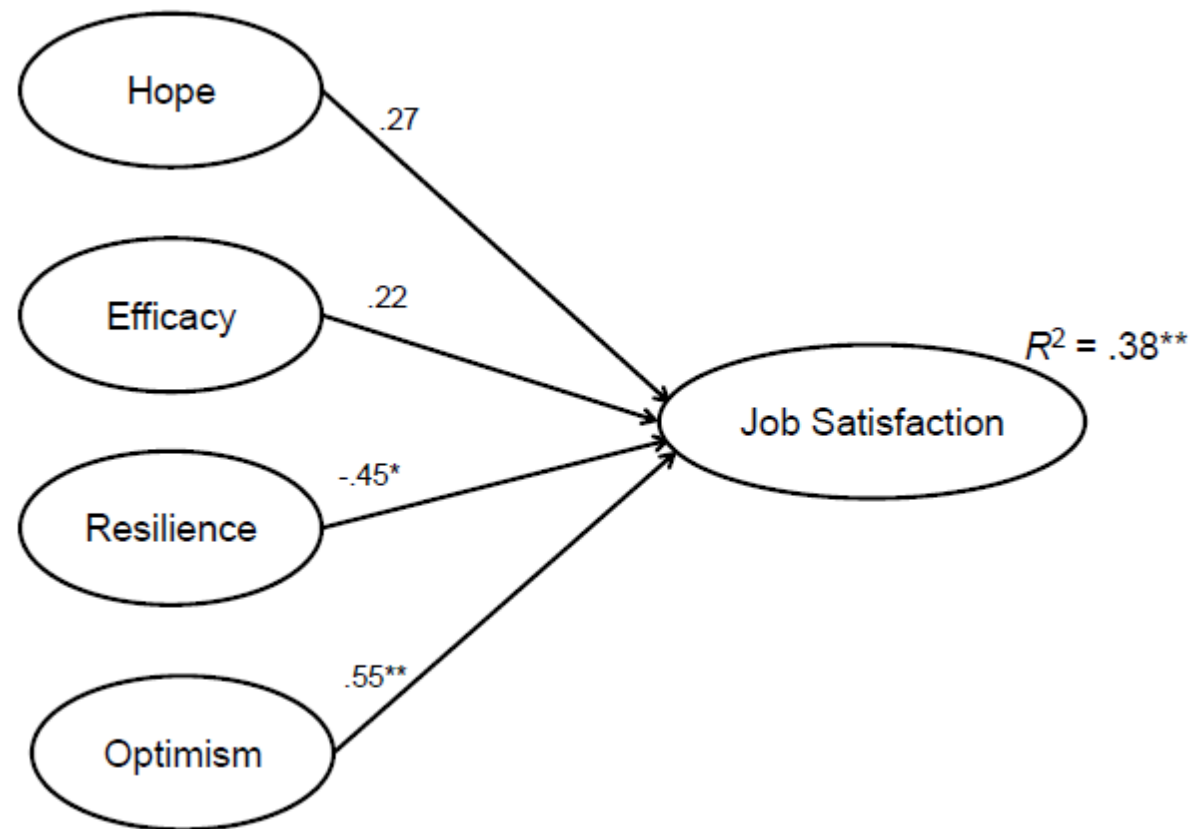 Hope
.27
Efficacy
.22
R² = .38**
Job Satisfaction
Resilience
-.45*
.55**
Optimism